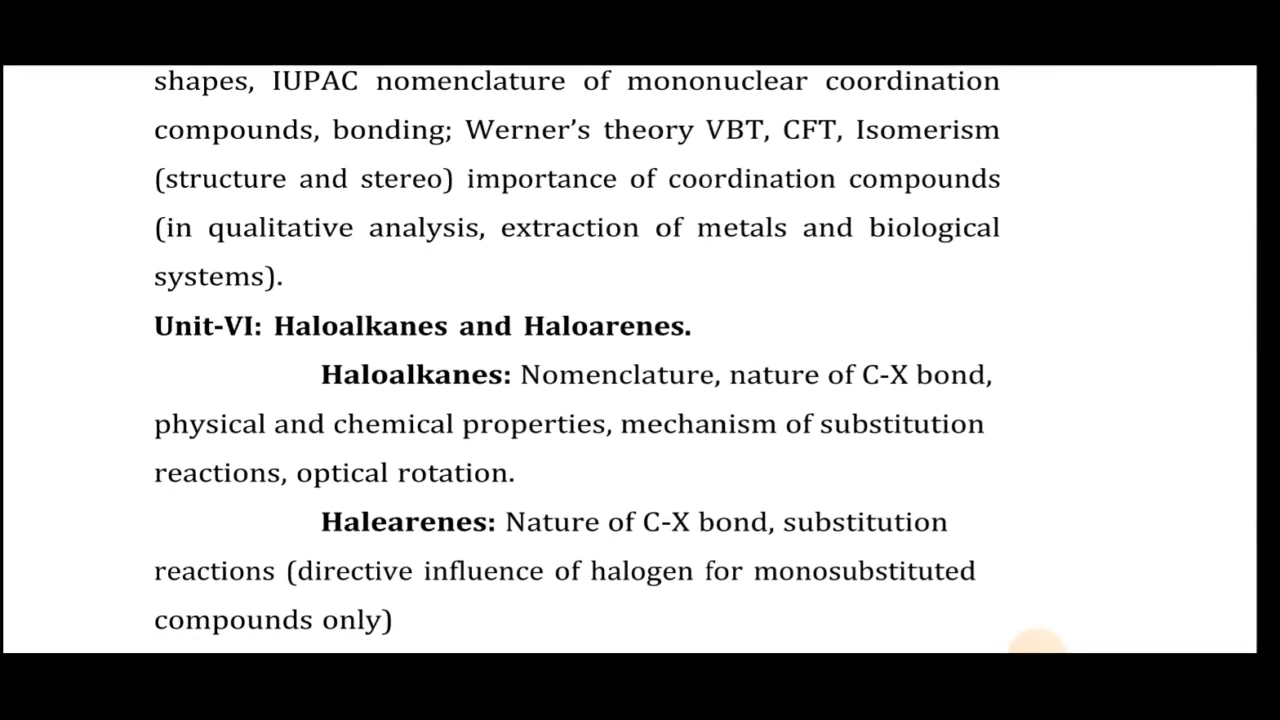 shapes, IUPAC nomenclature of mononuclear coordination
compounds, bonding; Werner’s theory VBT, CFT, Isomerism
(structure and stereo) importance of coordination compounds
(in qualitative analysis, extraction of metals and biological
systems).
Unit-VI: Haloalkanes and Haloarenes.
Haloalkanes: Nomenclature, nature of C-X bond,
physical and chemical properties, mechanism of substitution
reactions, optical rotation.
Halearenes: Nature of C-X bond, substitution
reactions (directive influence of halogen for monosubstituted
compounds only)